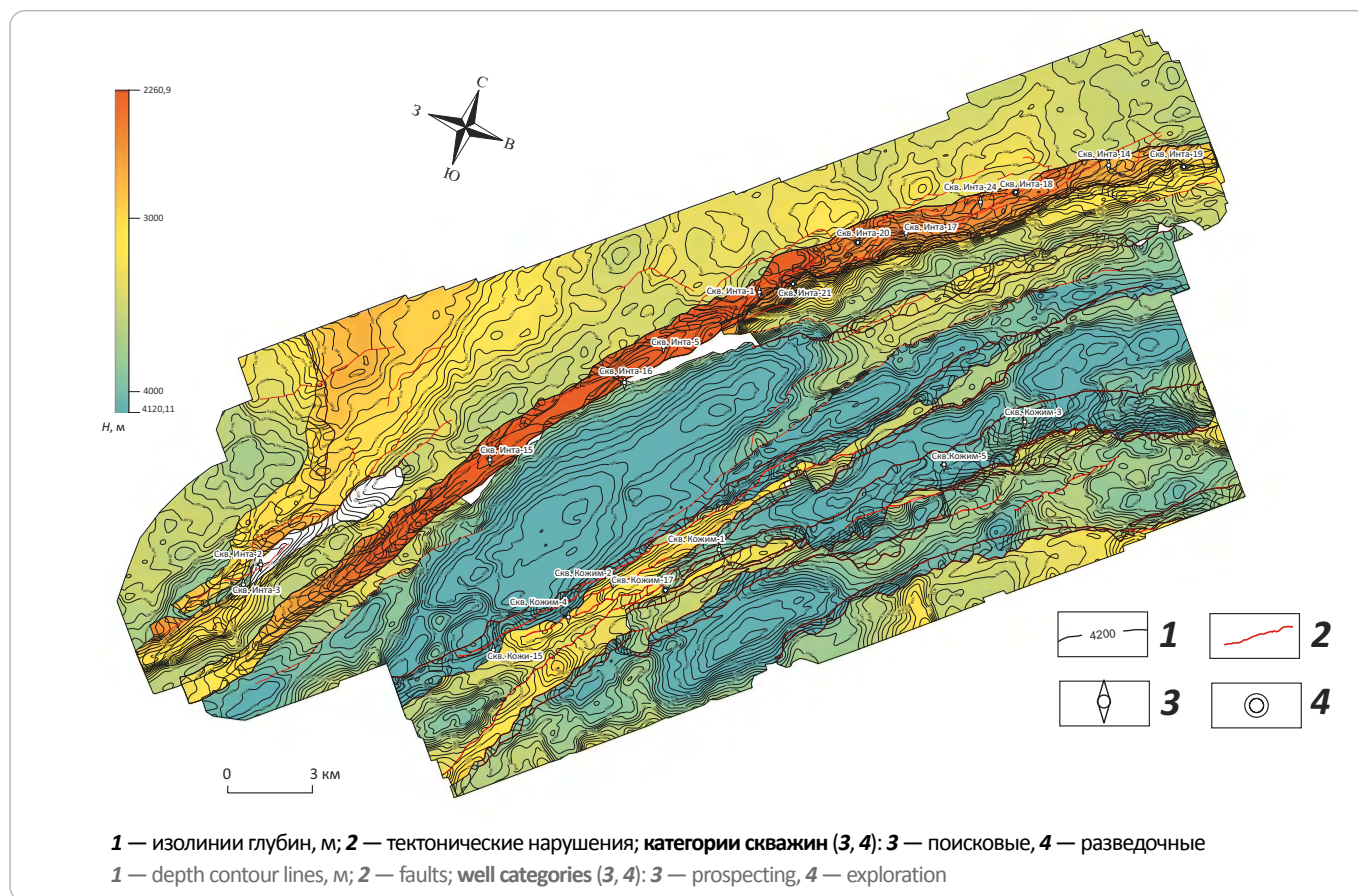 С
З
В
Ю
2260,9
3000
4000
4120,11
H, м
Скв. Инта-14
Скв. Инта-19
Скв. Инта-24
Скв. Инта-18
Скв. Инта-17
Скв. Инта-20
Скв. Инта-1
Скв. Инта-21
Скв. Инта-5
Скв. Инта-16
Скв. Инта-15
Скв. Инта-2
Скв. Инта-3
Скв. Кожим-3
Скв.Кожим-5
Скв. Кожим-1
Скв. Кожим-2
Скв. Кожим-17
Скв. Кожим-4
Скв. Кожи-15
4200 1
2
3
4
0 3 км
1 — изолинии глубин, м; 2 — тектонические нарушения; категории скважин (3, 4): 3 — поисковые, 4 — разведочные
1 — depth contour lines, м; 2 — faults; well categories (3, 4): 3 — prospecting, 4 — exploration